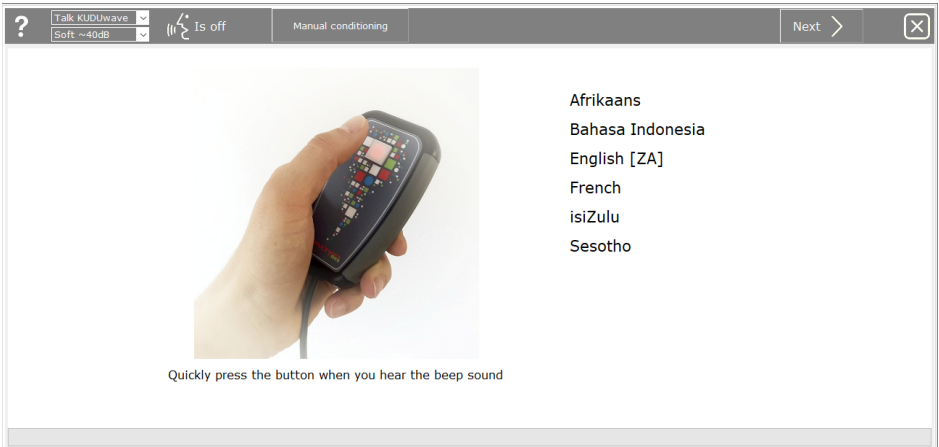 ?
Talk KUDUwave
Soft ~40dB
Is off
Manual conditioning
Next
Afrikaans
Bahasa Indonesia
English [ZA]
French
isiZulu
Sesotho
Quickly press the button when you hear the beep sound